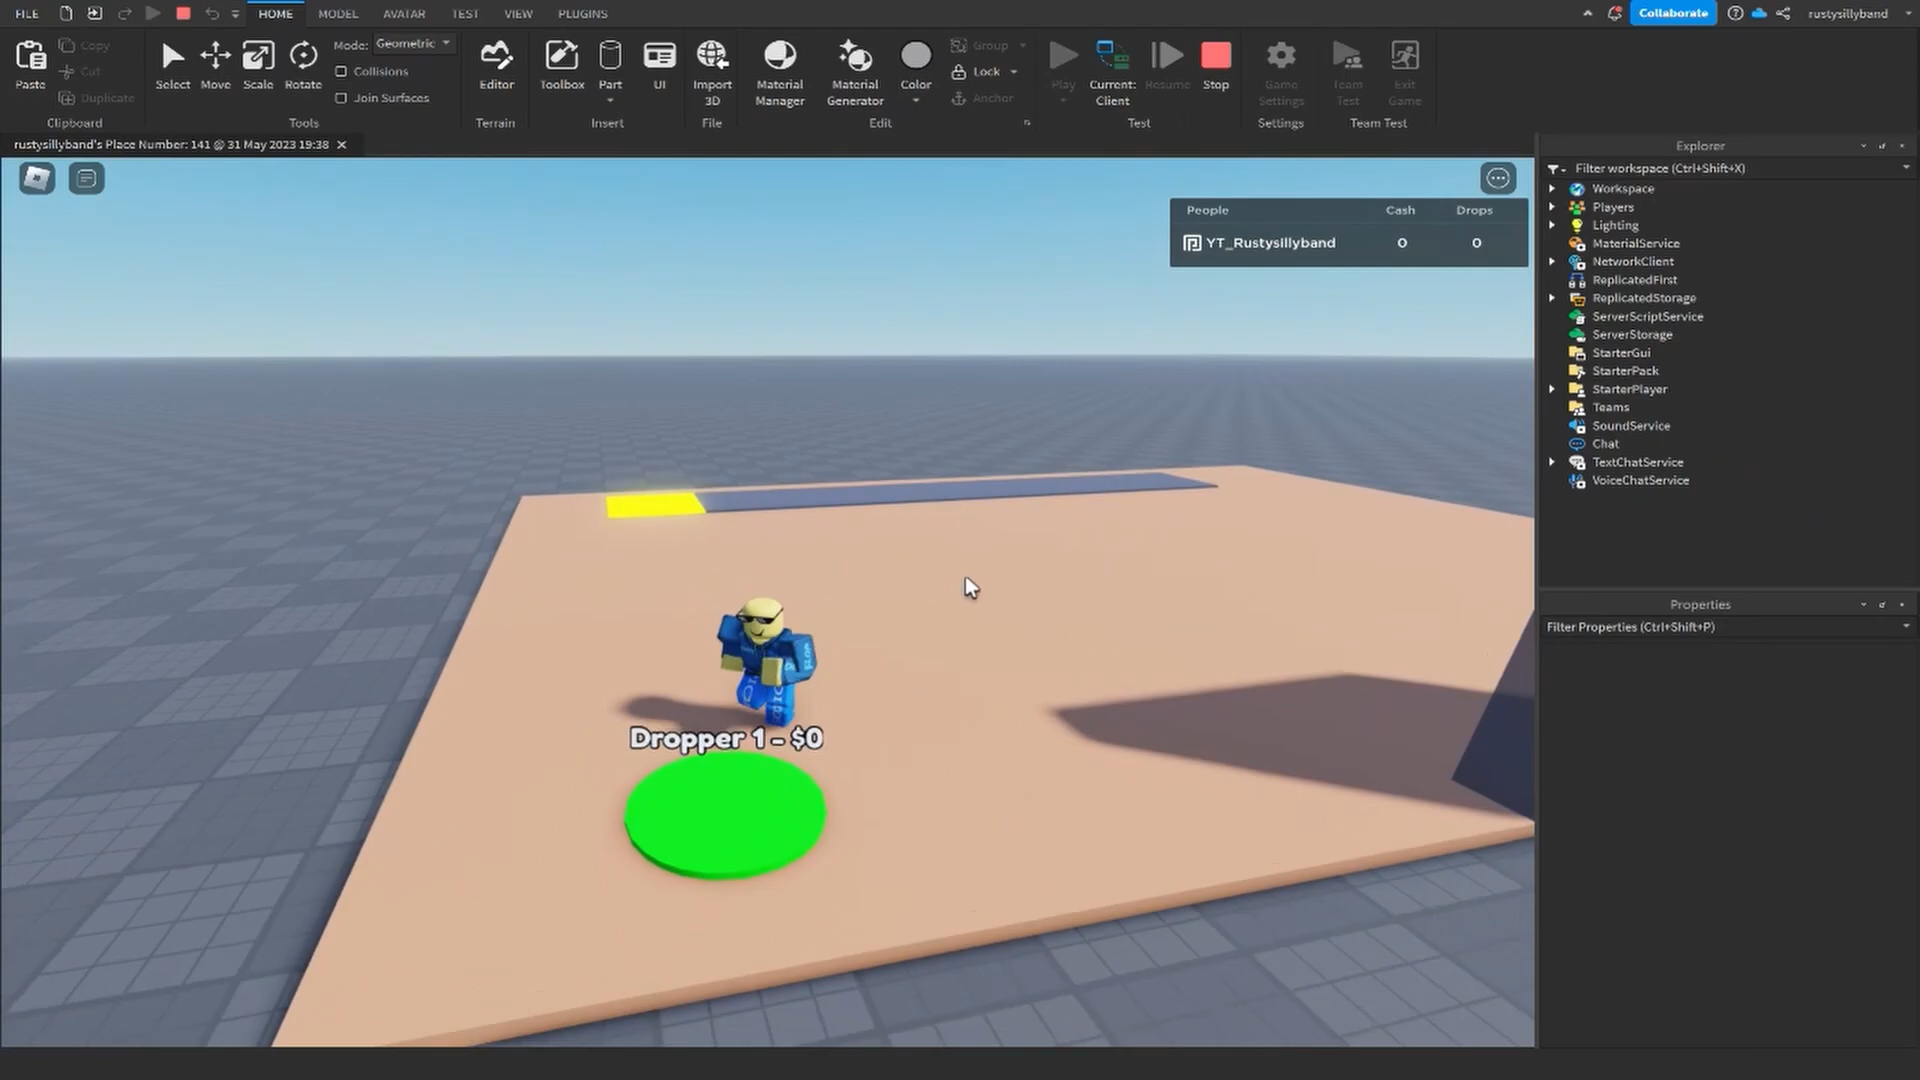 FILE HOME MODEL AVATAR TEST VIEW PLUGINS Collaborate rustysillyband
Paste Copy Cut Duplicate Clipboard
Select Move Scale Rotate
Mode: Geometric
Collisions
Join Surfaces
Tools
Editor Terrain
Toolbox Part UI Insert
Import 3D File
Material Manager Material Generator Color Group Lock Anchor Edit
Play Current: Client Resume Stop Test
Game Settings Settings
Team Test Exit Game Team Test
rustysillyband's Place Number: 141 @ 31 May 2023 19:38
People Cash Drops
YT_Rustysillyband 0 0
Dropper 1 - $0
Explorer
Filter workspace (Ctrl+Shift+X)
Workspace
Players
Lighting
MaterialService
NetworkClient
ReplicatedFirst
ReplicatedStorage
ServerScriptService
ServerStorage
StarterGui
StarterPack
StarterPlayer
Teams
SoundService
Chat
TextChatService
VoiceChatService
Properties
Filter Properties (Ctrl+Shift+P)